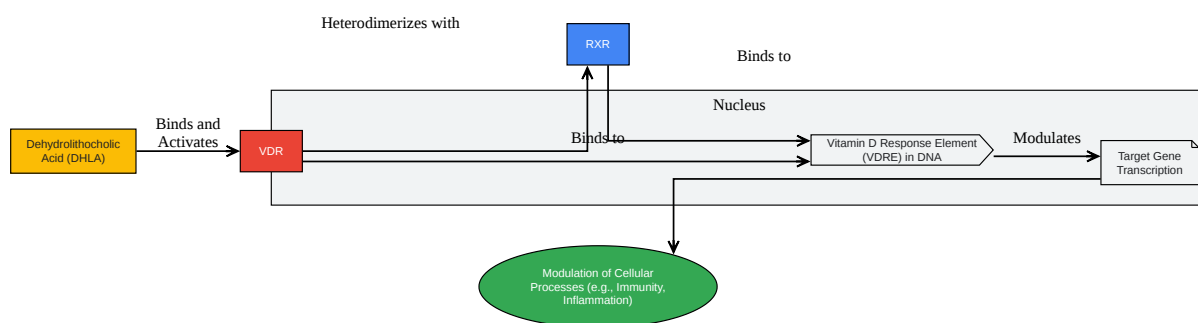 Heterodimerizes with
RXR
Binds to
Nucleus
Binds and
Activates
Dehydrolithocholic
Acid (DHLA)
VDR
Binds to
Vitamin D Response Element
(VDRE) in DNA
Modulates
Target Gene
Transcription
Modulation of Cellular
Processes (e.g., Immunity,
Inflammation)